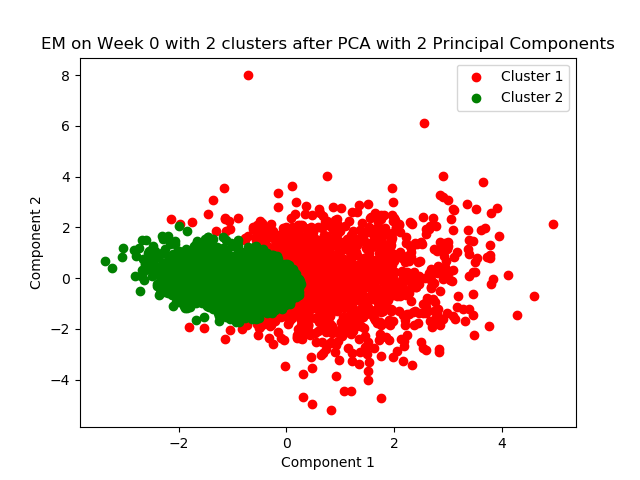 EM on Week 0 with 2 clusters after PCA with 2 Principal Components
Cluster 1
Cluster 2
Component 2
8
6
4
2
0
−2
−4
−2 0 2 4
Component 1